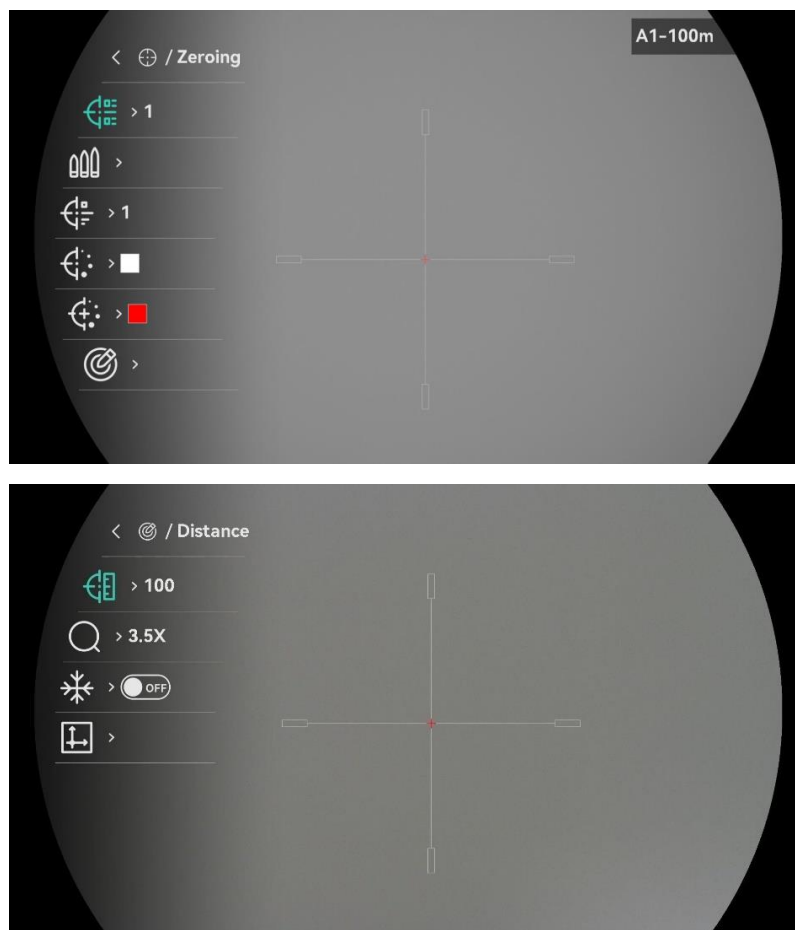 < / Zeroing
A1-100m
> 1
>
> 1
>
>
>
< / Distance
> 100
> 3.5X
> OFF
>